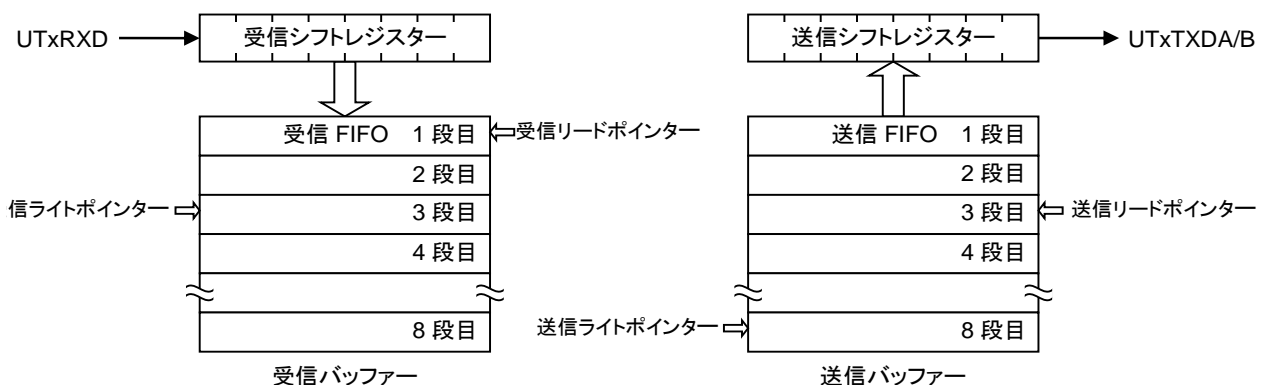 UTxRXD
受信シフトレジスター
受信 FIFO 1 段目
受信リードポインター
2 段目
信ライトポインター
3 段目
4 段目
8 段目
受信バッファー
送信シフトレジスター
UTxTXDA/B
送信 FIFO 1 段目
2 段目
3 段目
送信リードポインター
4 段目
送信ライトポインター
8 段目
送信バッファー